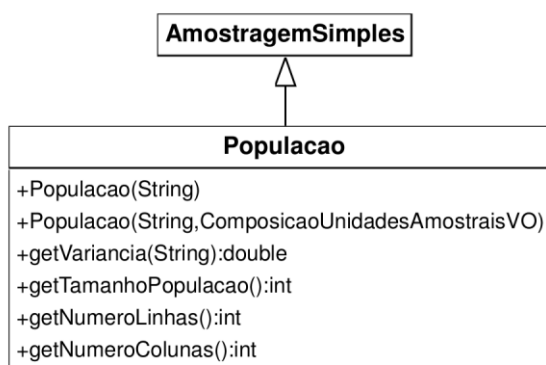 AmostragemSimples
Populacao
+Populacao(String)
+Populacao(String,ComposicaoUnidadesAmostraisVO)
+getVariancia(String):double
+getTamanhoPopulacao():int
+getNumeroLinhas():int
+getNumeroColunas():int